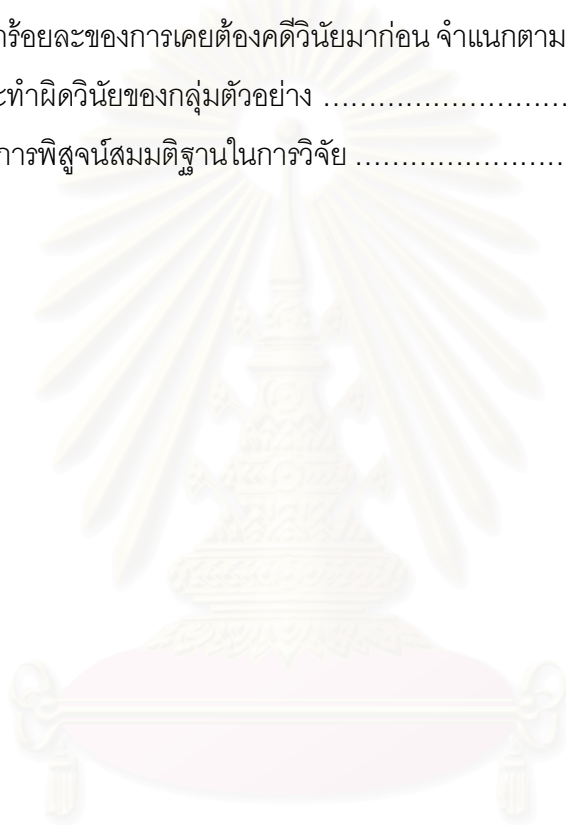 ร้อยละของการเคยต้องคดีวินัยมาก่อน จำแนกตาม
ทำผิดวินัยของกลุ่มตัวอย่าง ............................
การพิสูจน์สมมติฐานในการวิจัย .......................